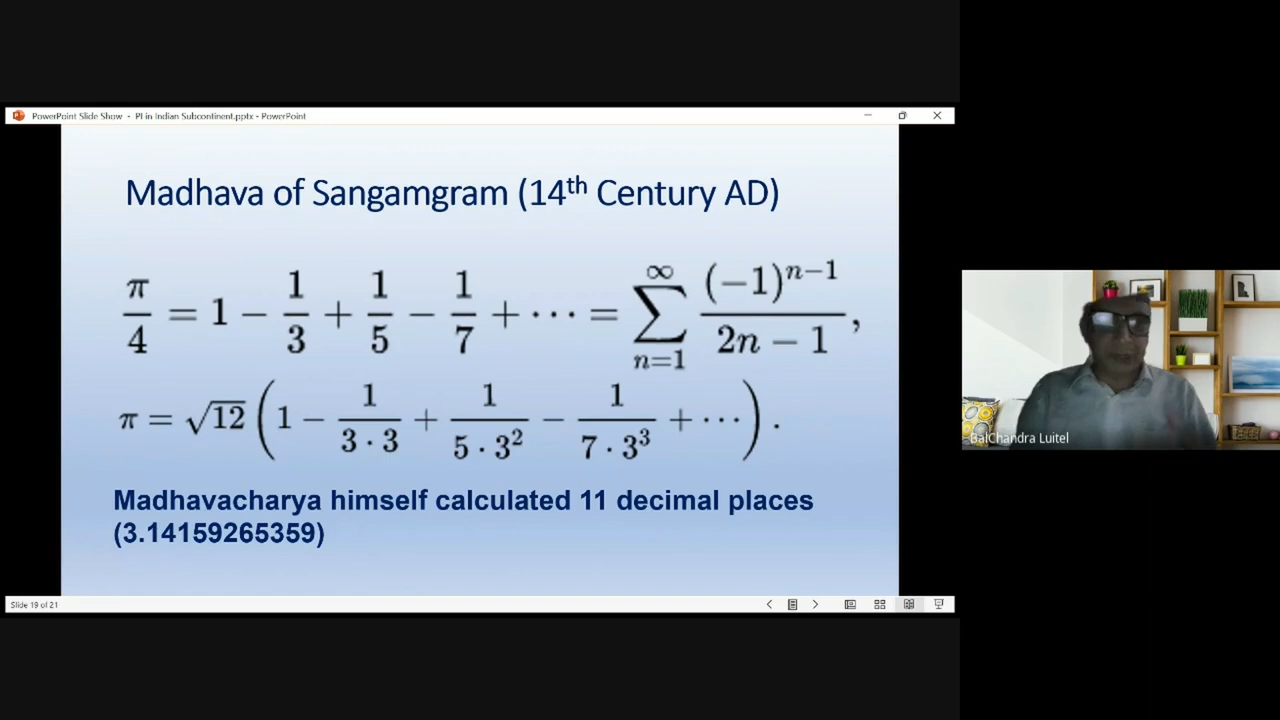 PowerPoint Slide Show - PI in Indian Subcontinent.pptx - PowerPoint
Madhava of Sangamgram (14th Century AD)
π/4 = 1 − 1/3 + 1/5 − 1/7 + ⋯ = ∑_{n=1}^{∞} (−1)^{n−1}/(2n − 1),
π = √12 (1 − 1/(3·3) + 1/(5·3²) − 1/(7·3³) + ⋯).
Madhavacharya himself calculated 11 decimal places
(3.14159265359)
BalChandra Luitel
Slide 19 of 21